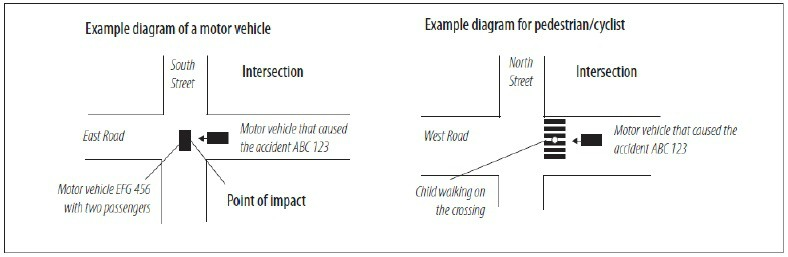 Example diagram of a motor vehicle
South
Street
Intersection
East Road
Motor vehicle that caused
the accident ABC 123
Motor vehicle EFG 456
with two passengers
Point of impact
Example diagram for pedestrian/cyclist
North
Street
Intersection
West Road
Motor vehicle that caused the
accident ABC 123
Child walking on
the crossing